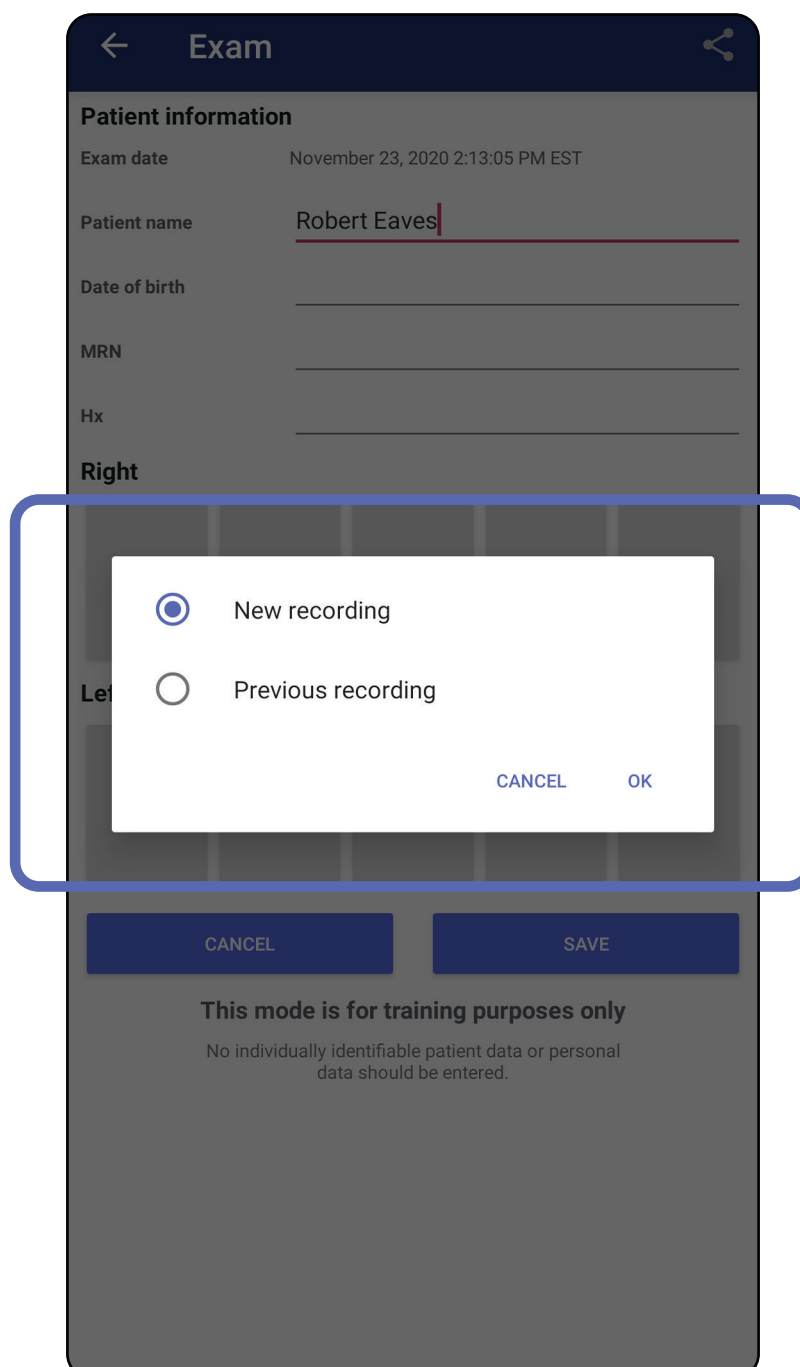 Exam
Patient information
Exam date November 23, 2020 2:13:05 PM EST
Patient name Robert Eaves
Date of birth
MRN
Hx
Right
New recording
Lef
Previous recording
CANCEL OK
CANCEL SAVE
This mode is for training purposes only
No individually identifiable patient data or personal
data should be entered.